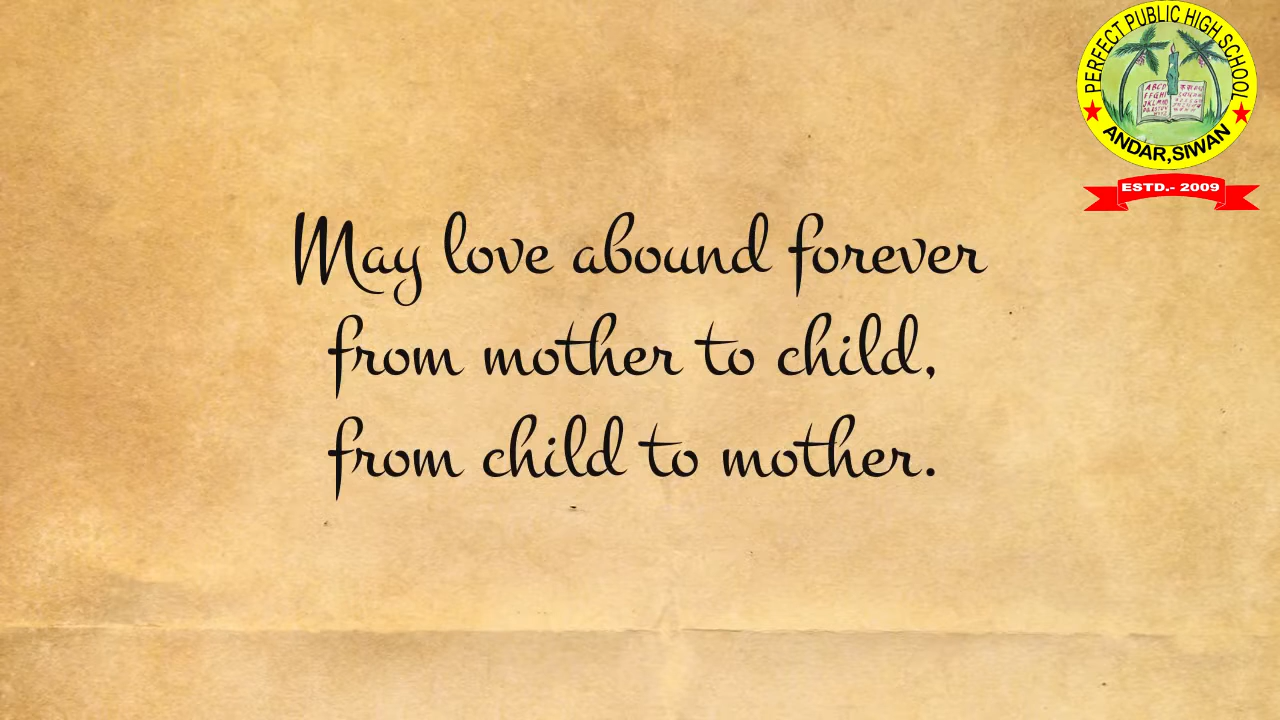 PERFECT PUBLIC HIGH SCHOOL
ANDAR,SIWAN
ESTD.- 2009
May love abound forever
from mother to child,
from child to mother.